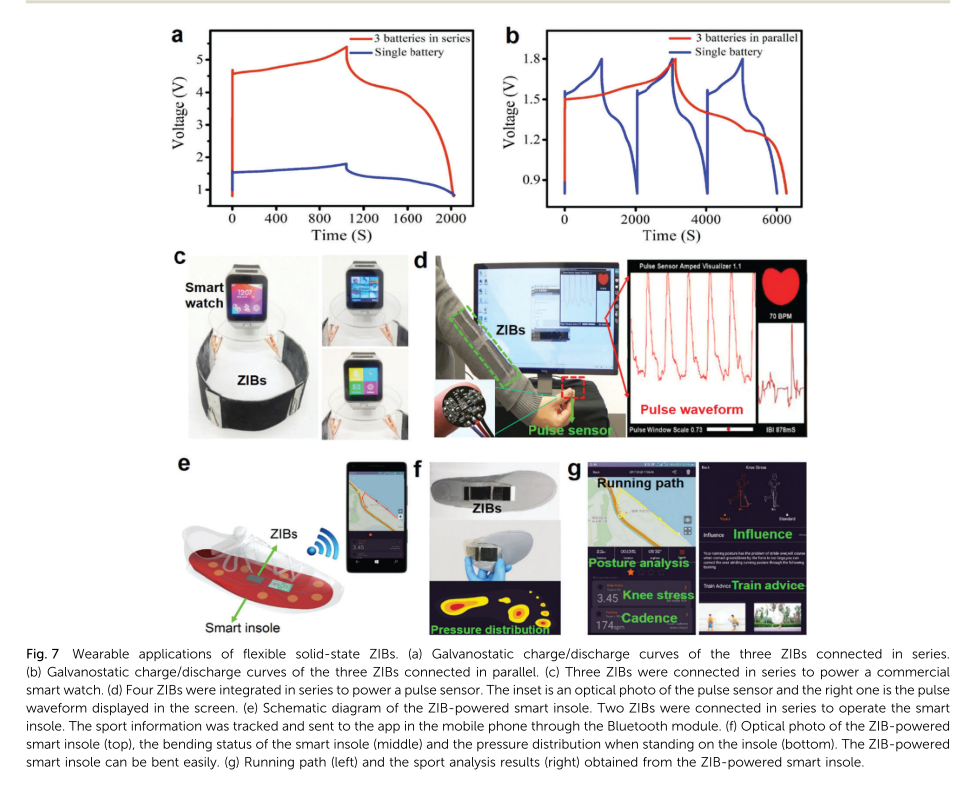 a
3 batteries in series
Single battery
Voltage (V)
5
4
3
2
1
0 400 800 1200 1600 2000
Time (S)
b
3 batteries in parallel
Single battery
Voltage (V)
1.8
1.5
1.2
0.9
0 2000 4000 6000
Time (S)
c
Smart
watch
ZIBs
d
ZIBs
Pulse sensor
Pulse Sensor Amped Visualizer 1.1
70 BPM
Pulse waveform
Pulse Window Scale 0.73
IBI 878mS
e
ZIBs
Smart insole
3.45
f
ZIBs
Pressure distribution
g
Running path
Posture analysis
3.45
Knee stress
Cadence
174spm
Knee Stress
Standard
Influence
Influence
Train Advice
Train advice
Fig. 7 Wearable applications of flexible solid-state ZIBs. (a) Galvanostatic charge/discharge curves of the three ZIBs connected in series.
(b) Galvanostatic charge/discharge curves of the three ZIBs connected in parallel. (c) Three ZIBs were connected in series to power a commercial
smart watch. (d) Four ZIBs were integrated in series to power a pulse sensor. The inset is an optical photo of the pulse sensor and the right one is the pulse
waveform displayed in the screen. (e) Schematic diagram of the ZIB-powered smart insole. Two ZIBs were connected in series to operate the smart
insole. The sport information was tracked and sent to the app in the mobile phone through the Bluetooth module. (f) Optical photo of the ZIB-powered
smart insole (top), the bending status of the smart insole (middle) and the pressure distribution when standing on the insole (bottom). The ZIB-powered
smart insole can be bent easily. (g) Running path (left) and the sport analysis results (right) obtained from the ZIB-powered smart insole.